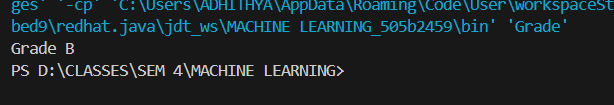 ges' '-cp' 'C:\Users\ADHITHYA\AppData\Roaming\Code\User\workspaceSt
bed9\redhat.java\jdt_ws\MACHINE LEARNING_505b2459\bin' 'Grade'
Grade B
PS D:\CLASSES\SEM 4\MACHINE LEARNING>